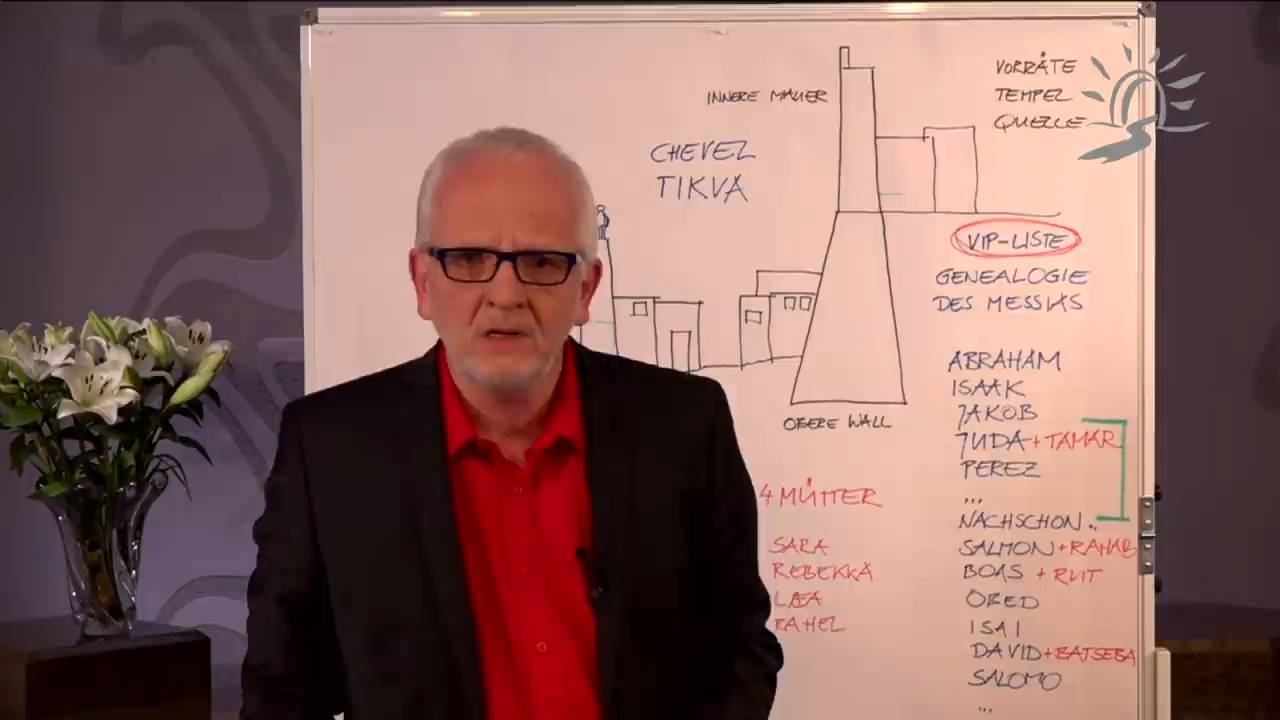 INNERE MAUER
VORRÄTE
TEMPEL
QUELLE
CHEVEL
TIKVA
VIP-LISTE
GENEALOGIE
DES MESSIAS
OBERE WALL
ABRAHAM
ISAAK
JAKOB
JUDA + TAMAR
PEREZ
...
NACHSCHON..
SALMON + RAHAB
BOAS + RUT
OBED
ISAI
DAVID + BATSEBA
SALOMO
...
4 MÜTTER
SARA
REBEKKA
LEA
RAHEL